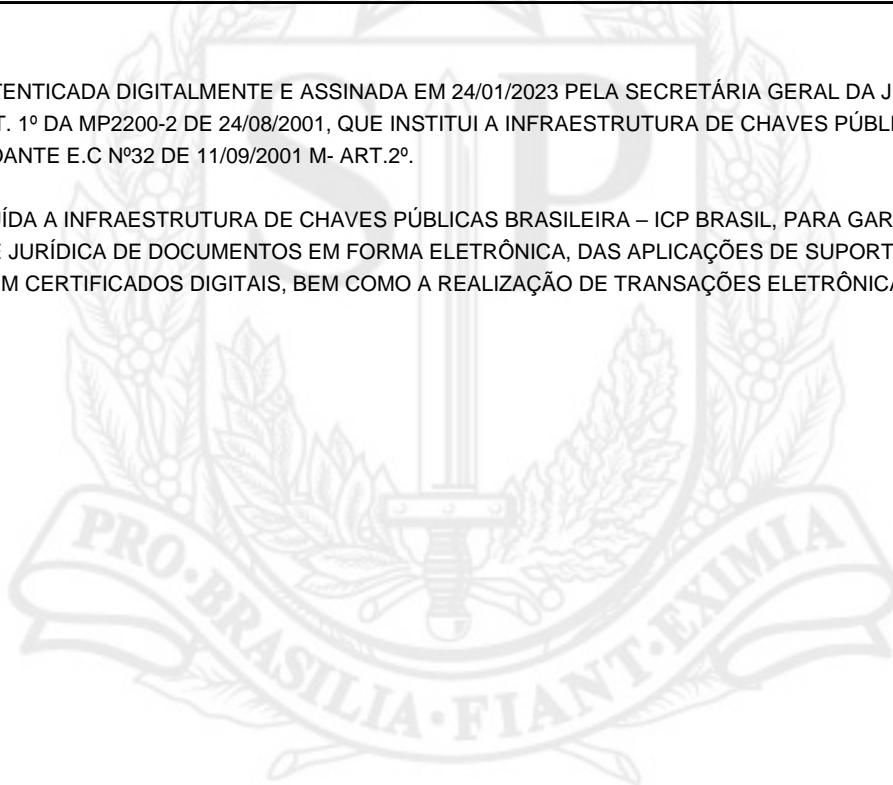 TENTICADA DIGITALMENTE E ASSINADA EM 24/01/2023 PELA SECRETÁRIA GERAL DA J
T. 1º DA MP2200-2 DE 24/08/2001, QUE INSTITUI A INFRAESTRUTURA DE CHAVES PÚBL
DANTE E.C Nº32 DE 11/09/2001 M- ART.2º.
ÍDA A INFRAESTRUTURA DE CHAVES PÚBLICAS BRASILEIRA – ICP BRASIL, PARA GAR
E JURÍDICA DE DOCUMENTOS EM FORMA ELETRÔNICA, DAS APLICAÇÕES DE SUPORT
M CERTIFICADOS DIGITAIS, BEM COMO A REALIZAÇÃO DE TRANSAÇÕES ELETRÔNICA
SP
PRO·BRASILIA·FIANT·EXIMIA